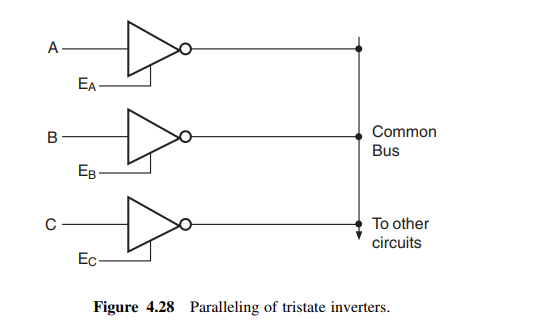 A
E_A
B
E_B
Common
Bus
C
E_C
To other
circuits
Figure 4.28 Paralleling of tristate inverters.